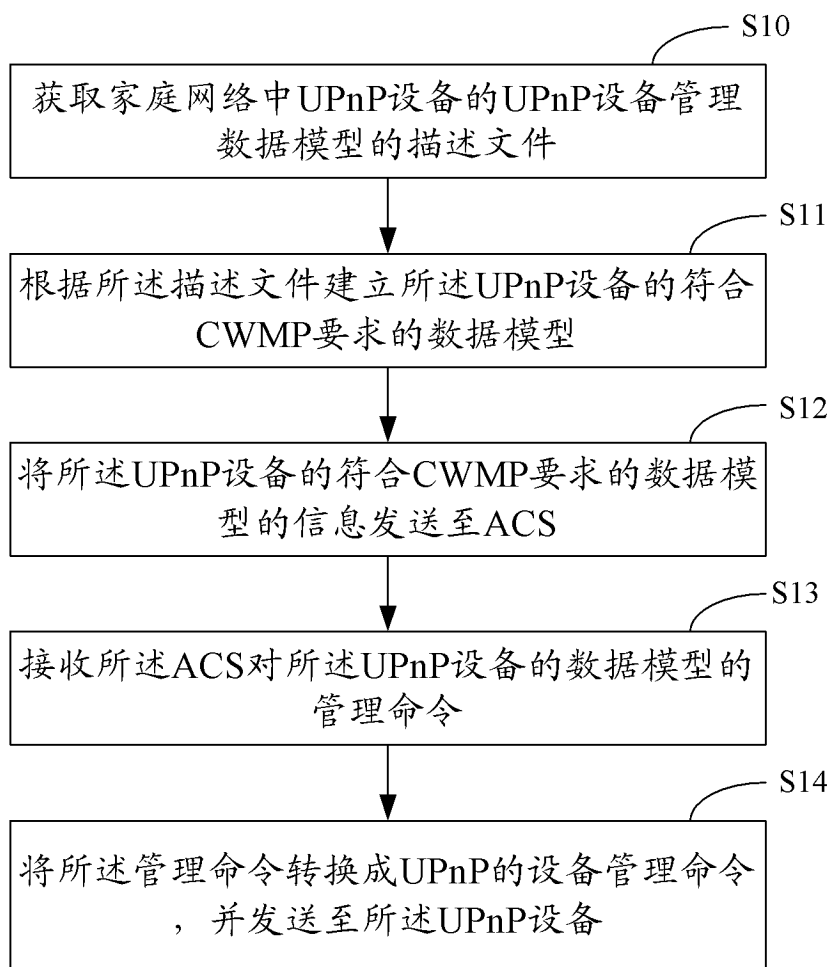 S10
获取家庭网络中UPnP设备的UPnP设备管理
数据模型的描述文件
S11
根据所述描述文件建立所述UPnP设备的符合
CWMP要求的数据模型
S12
将所述UPnP设备的符合CWMP要求的数据模
型的信息发送至ACS
S13
接收所述ACS对所述UPnP设备的数据模型的
管理命令
S14
将所述管理命令转换成UPnP的设备管理命令
，并发送至所述UPnP设备